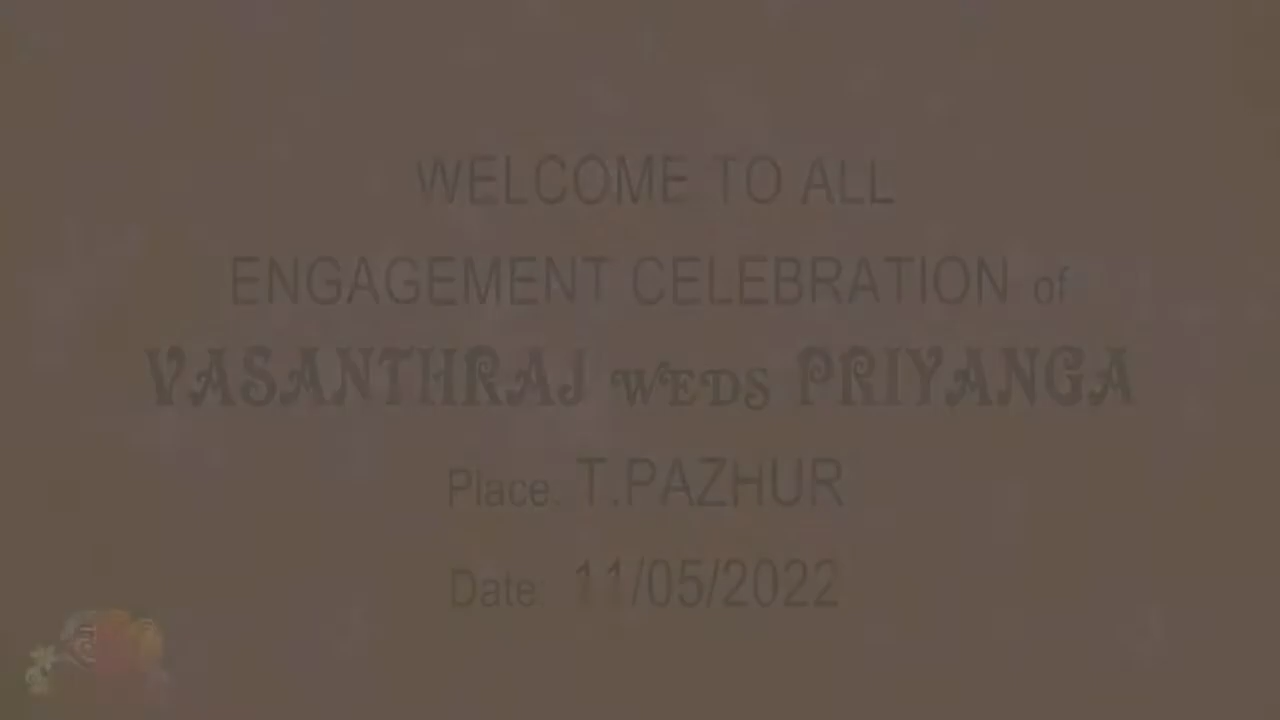 WELCOME TO ALL
ENGAGEMENT CELEBRATION of
VASANTHRAJ WEDS PRIYANGA
Place. T.PAZHUR
Date 11/05/2022